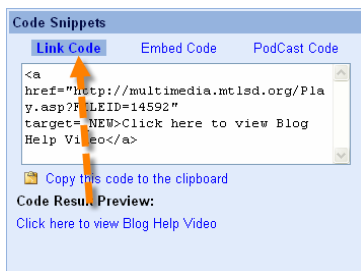 Code Snippets
Link Code Embed Code PodCast Code
<a
href="http://multimedia.mtlsd.org/Pla
y.asp?FILEID=14592"
target=_NEW>Click here to view Blog
Help Video</a>
Copy this code to the clipboard
Code Result Preview:
Click here to view Blog Help Video